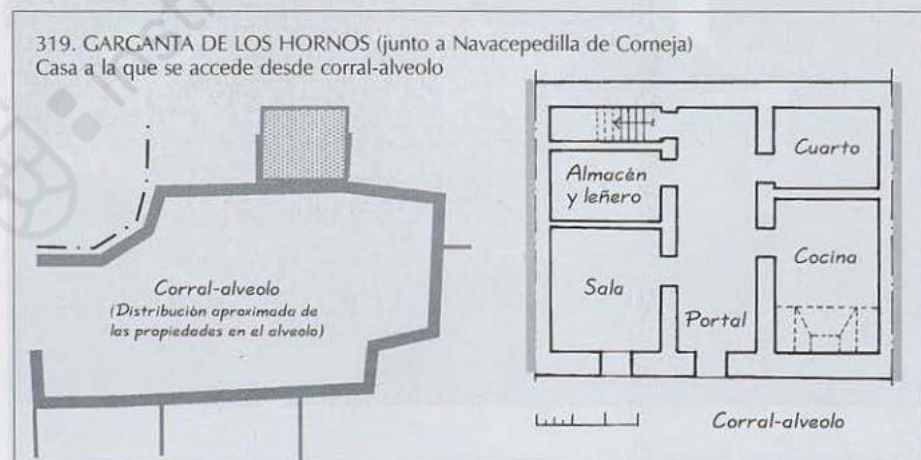 319. GARGANTA DE LOS HORNOS (junto a Navacepedilla de Corneja)
Casa a la que se accede desde corral-alveolo
Corral-alveolo
(Distribución aproximada de
las propiedades en el alveolo)
Almacén
y leñero
Cuarto
Sala
Cocina
Portal
Corral-alveolo